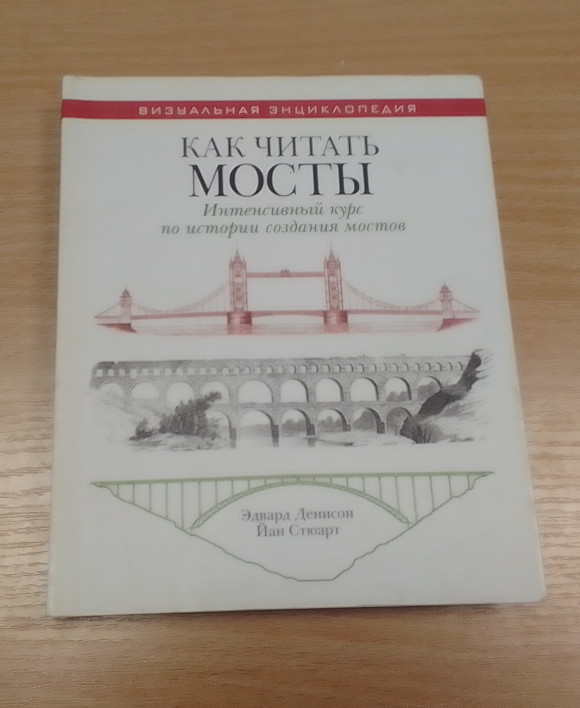 ВИЗУАЛЬНАЯ ЭНЦИКЛОПЕДИЯ
КАК ЧИТАТЬ
МОСТЫ
Интенсивный курс
по истории создания мостов
Эдвард Денисон
Йан Стюарт